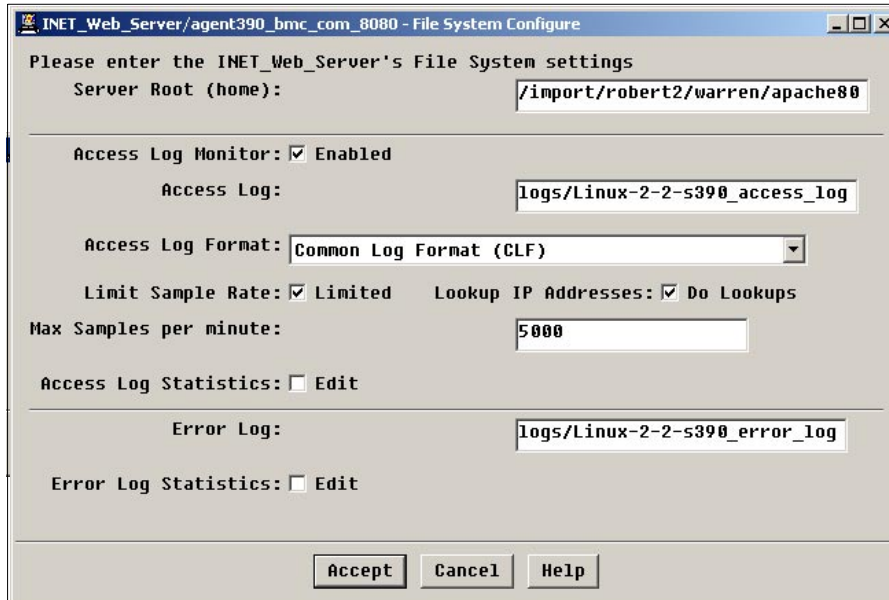 INET_Web_Server/agent390_bmc_com_8080 - File System Configure
Please enter the INET_Web_Server's File System settings
Server Root (home): /import/robert2/warren/apache80
Access Log Monitor: Enabled
Access Log: logs/Linux-2-2-s390_access_log
Access Log Format: Common Log Format (CLF)
Limit Sample Rate: Limited Lookup IP Addresses: Do Lookups
Max Samples per minute: 5000
Access Log Statistics: Edit
Error Log: logs/Linux-2-2-s390_error_log
Error Log Statistics: Edit
Accept Cancel Help